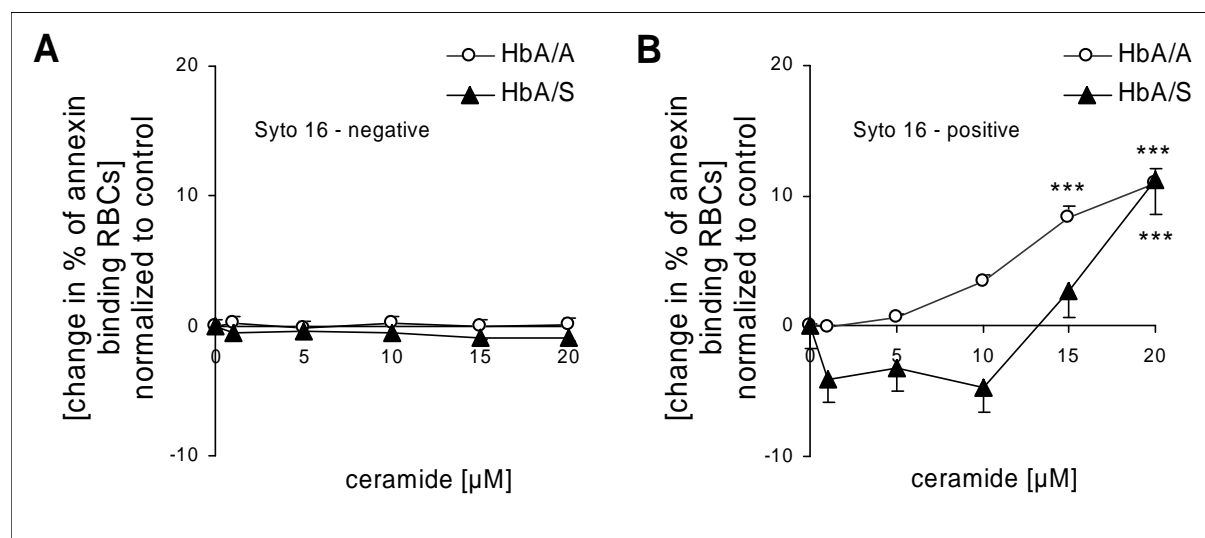 A
HbA/A
HbA/S
Syto 16 - negative
[change in % of annexin
binding RBCs]
normalized to control
20
10
0
-10
0
5
10
15
20
ceramide [µM]
B
HbA/A
HbA/S
Syto 16 - positive
[change in % of annexin
binding RBCs]
normalized to control
20
10
0
-10
0
5
10
15
20
***
***
***
ceramide [µM]